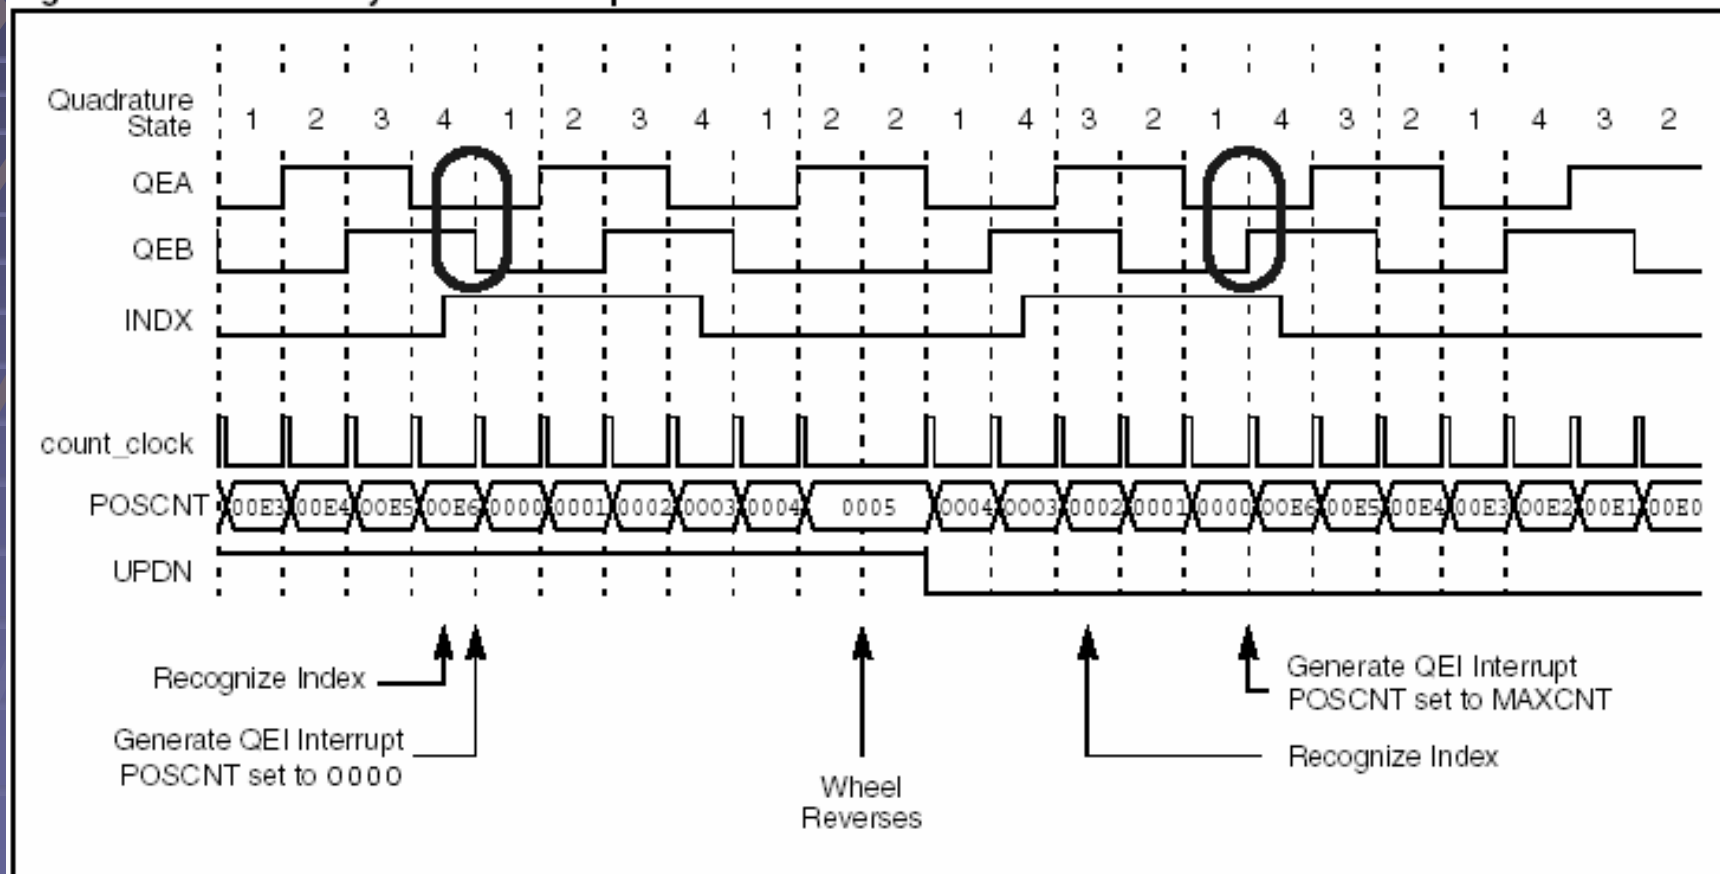 Quadrature
State 1 2 3 4 1 2 3 4 1 2 2 1 4 3 2 1 4 3 2 1 4 3 2
QEA
QEB
INDX
count_clock
POSCNT 00E3 00E4 00E5 00E6 0000 0001 0002 0003 0004 0005 0004 0003 0002 0001 0000 00E6 00E5 00E4 00E3 00E2 00E1 00E0
UPDN
Recognize Index
Generate QEI Interrupt
POSCNT set to 0000
Wheel
Reverses
Generate QEI Interrupt
POSCNT set to MAXCNT
Recognize Index